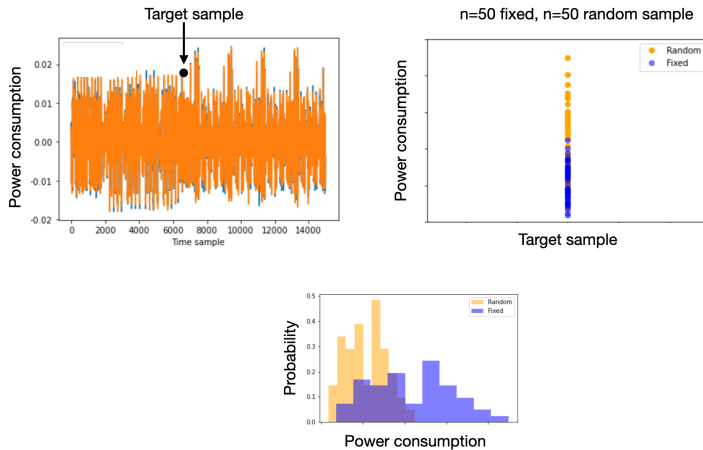 Target sample
Power consumption
0.02
0.01
0.00
-0.01
-0.02
0
2000
4000
6000
8000
10000
12000
14000
Time sample
n=50 fixed, n=50 random sample
Power consumption
Random
Fixed
Target sample
Probability
0.5
0.4
0.3
0.2
0.1
0.0
Random
Fixed
Power consumption